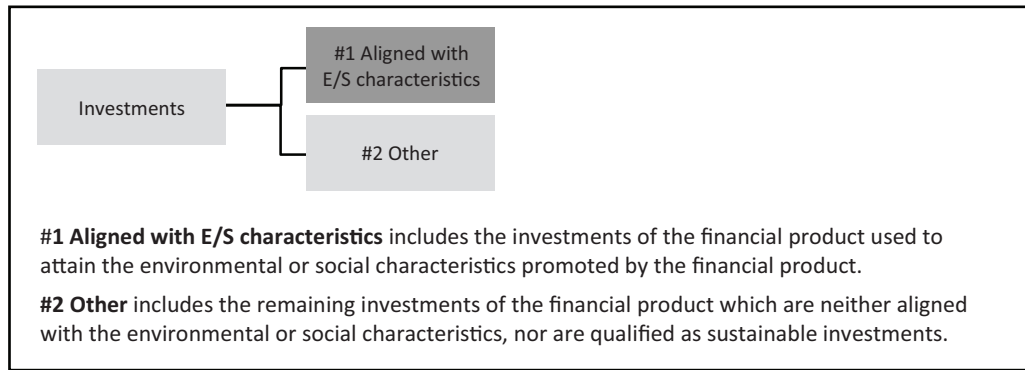 #1 Aligned with
E/S characteristics
Investments
#2 Other
#1 Aligned with E/S characteristics includes the investments of the financial product used to
attain the environmental or social characteristics promoted by the financial product.
#2 Other includes the remaining investments of the financial product which are neither aligned
with the environmental or social characteristics, nor are qualified as sustainable investments.